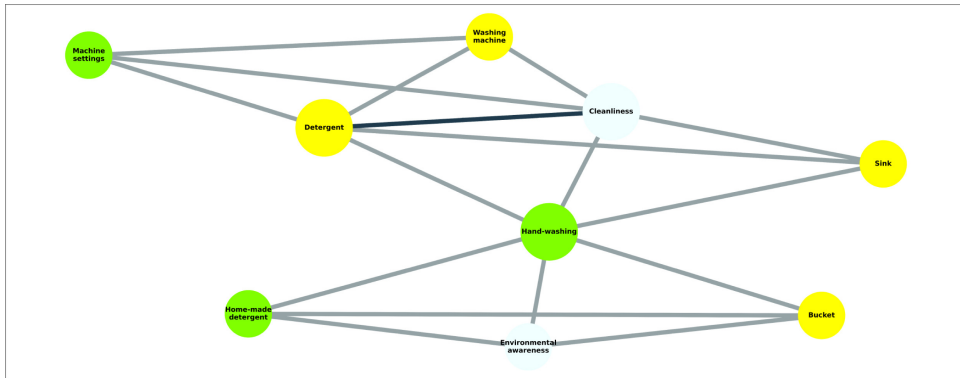 Washing
machine
Machine
settings
Cleanliness
Detergent
Sink
Hand-washing
Home-made
detergent
Bucket
Environmental
awareness